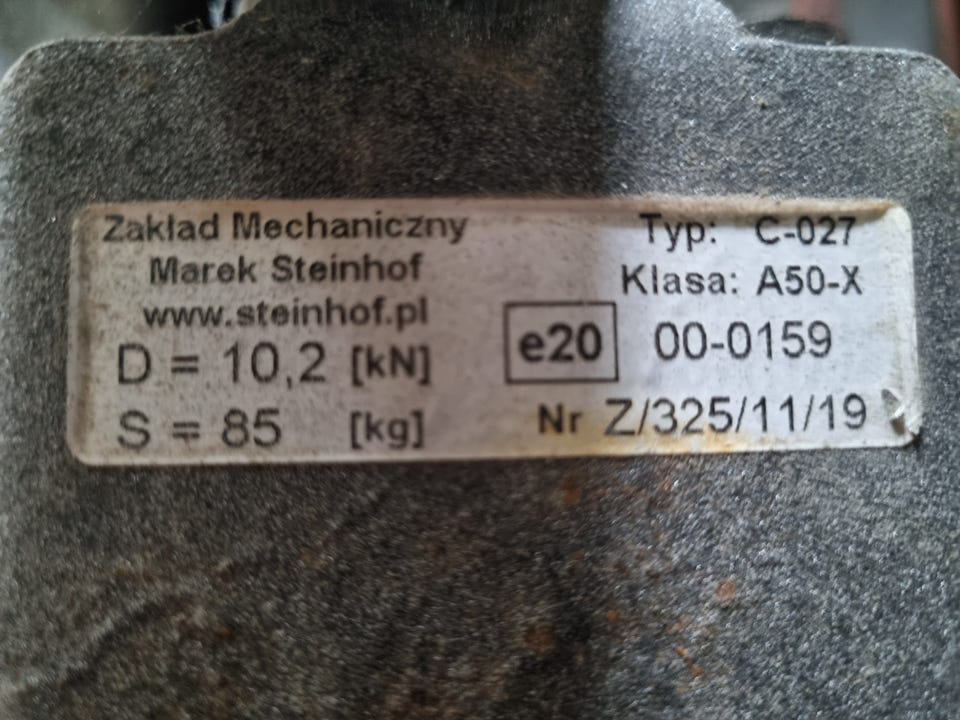 Zakład Mechaniczny
Marek Steinhof
www.steinhof.pl
D = 10,2 [kN]
S = 85 [kg]
Typ: C-027
Klasa: A50-X
e20 00-0159
Nr Z/325/11/19